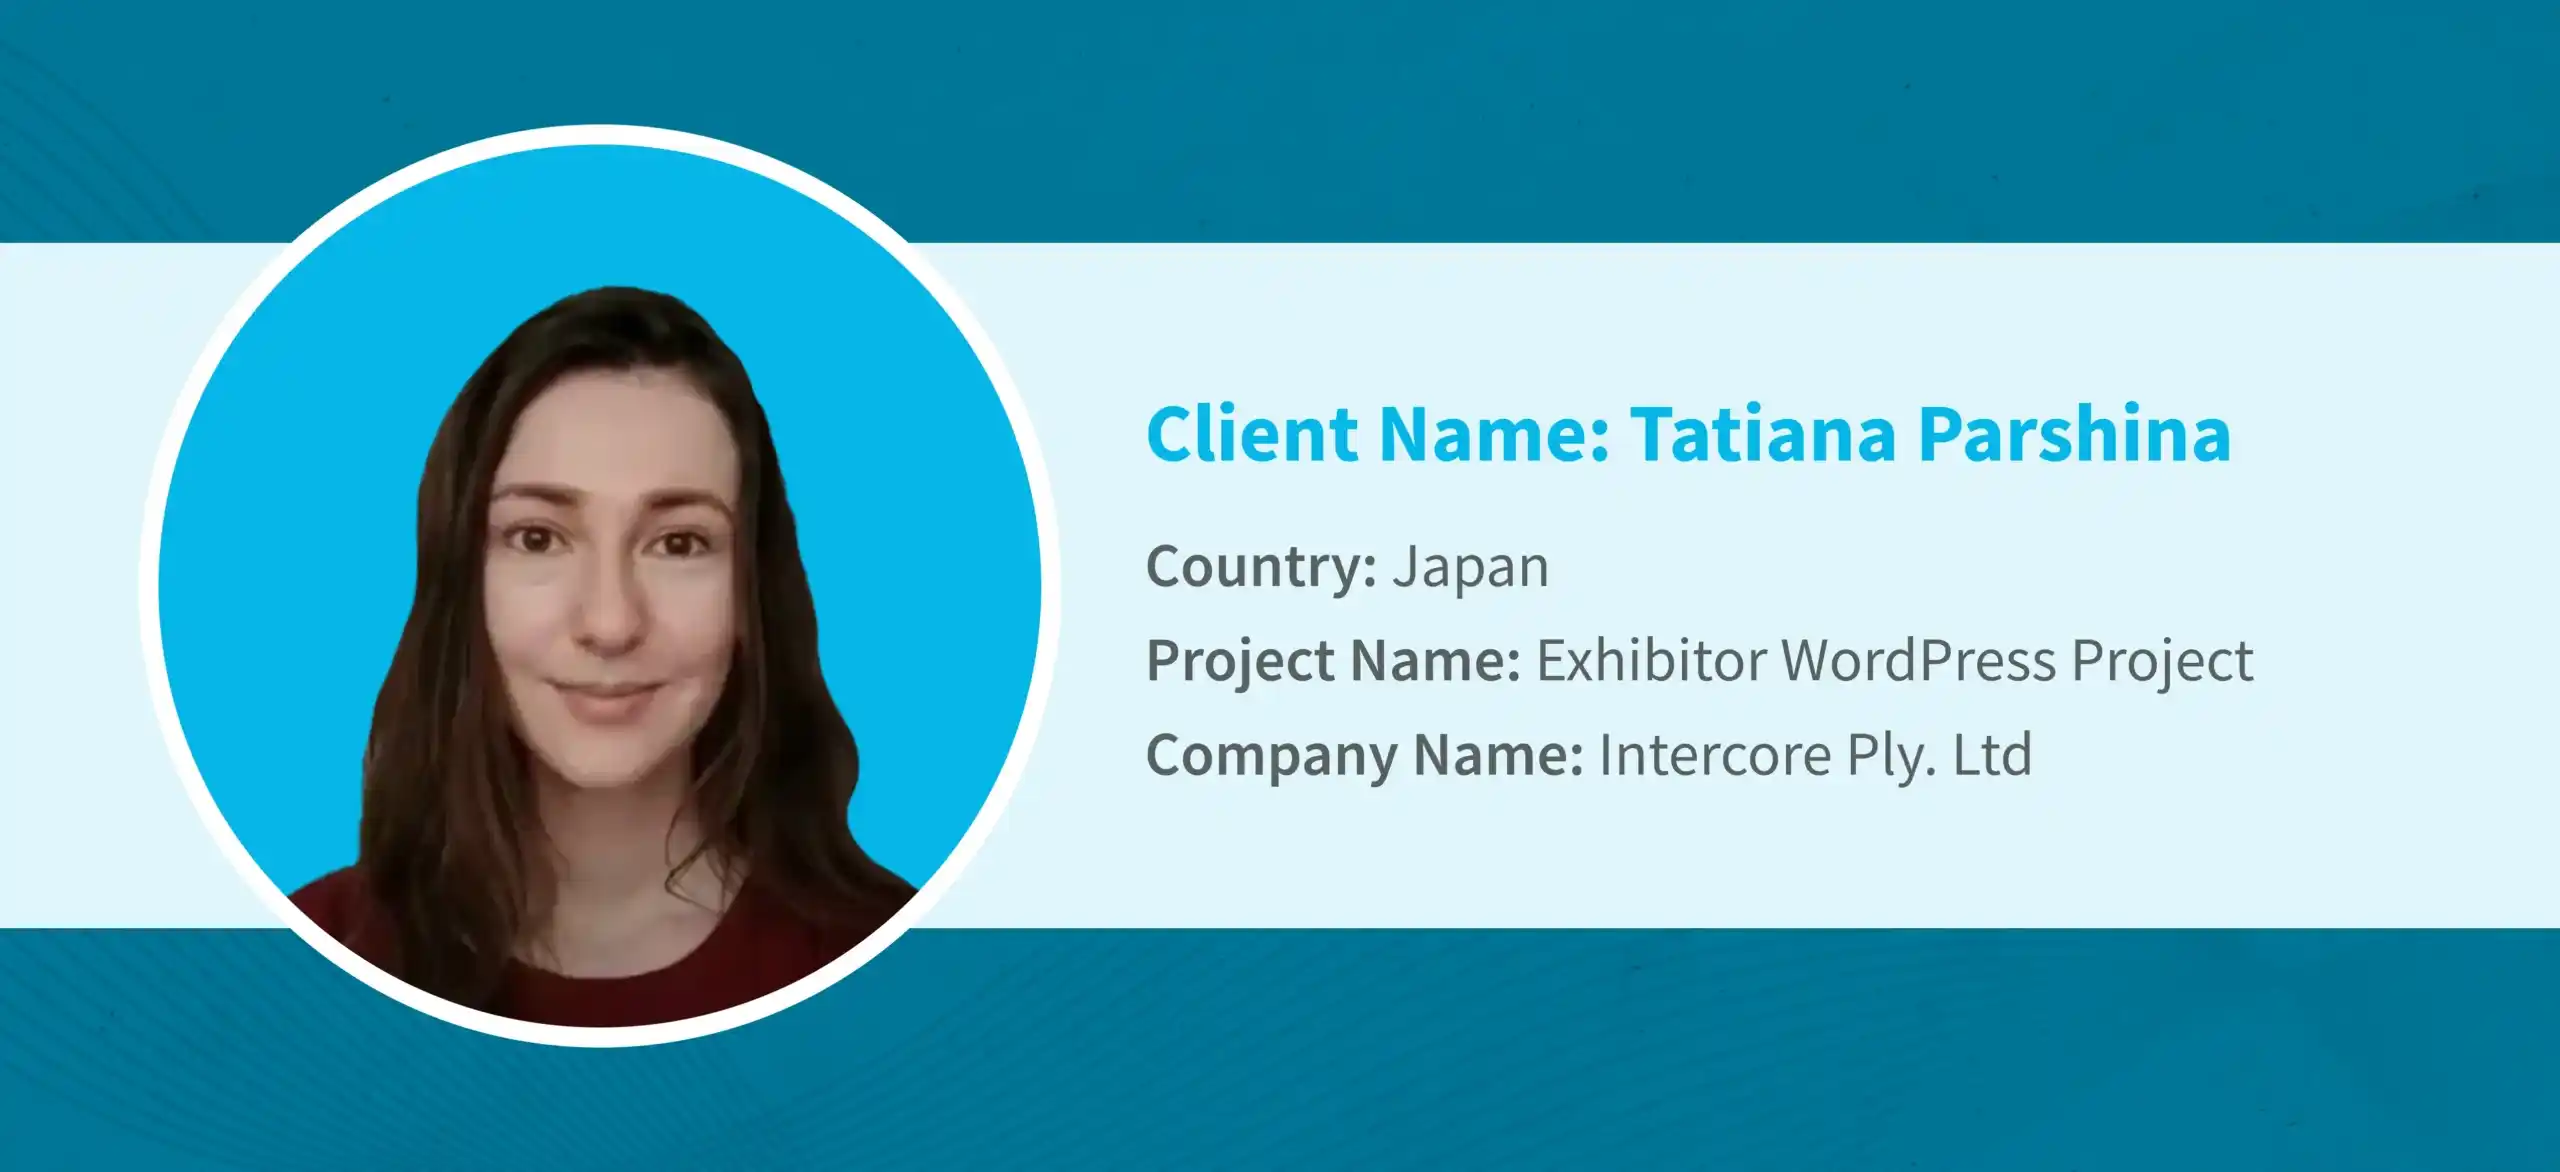 Client Name: Tatiana Parshina
Country: Japan
Project Name: Exhibitor WordPress Project
Company Name: Intercore Ply. Ltd